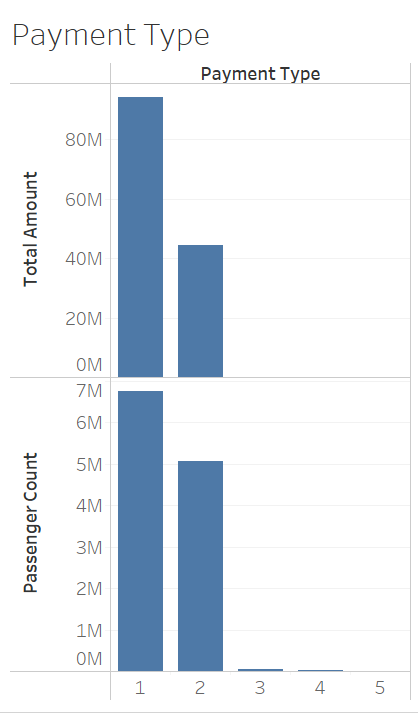 Payment Type
Payment Type
Total Amount
80M
60M
40M
20M
0M
Passenger Count
7M
6M
5M
4M
3M
2M
1M
0M
1 2 3 4 5